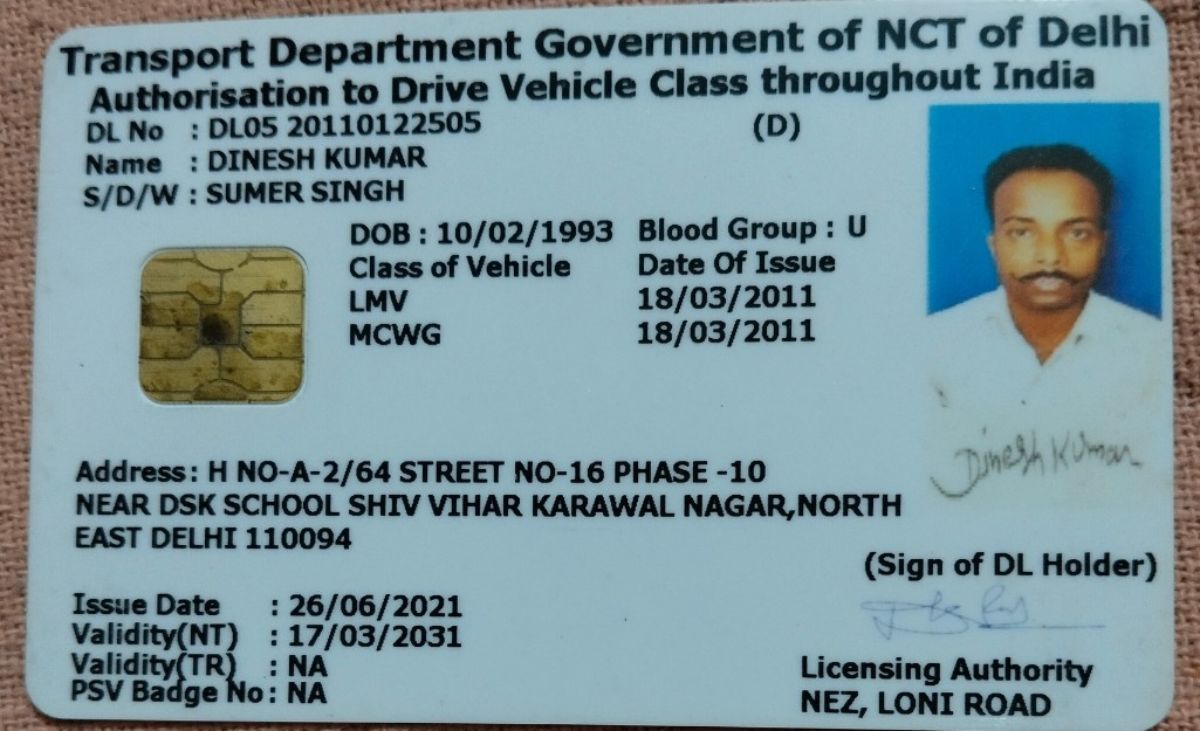 Transport Department Government of NCT of Delhi
Authorisation to Drive Vehicle Class throughout India
DL No : DL05 20110122505 (D)
Name : DINESH KUMAR
S/D/W : SUMER SINGH
DOB : 10/02/1993 Blood Group : U
Class of Vehicle Date Of Issue
LMV 18/03/2011
MCWG 18/03/2011
Dinesh Kumar
Address : H NO-A-2/64 STREET NO-16 PHASE -10
NEAR DSK SCHOOL SHIV VIHAR KARAWAL NAGAR,NORTH
EAST DELHI 110094
(Sign of DL Holder)
Issue Date : 26/06/2021
Validity(NT) : 17/03/2031
Validity(TR) : NA
PSV Badge No : NA
Licensing Authority
NEZ, LONI ROAD